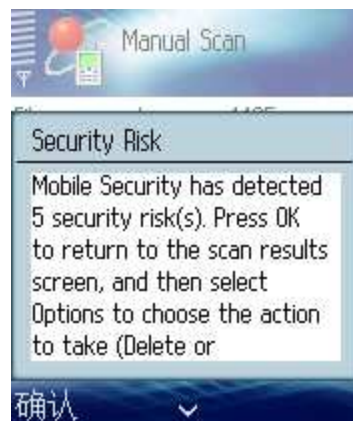 Manual Scan
Security Risk
Mobile Security has detected
5 security risk(s). Press OK
to return to the scan results
screen, and then select
Options to choose the action
to take (Delete or
确认